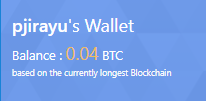 pjirayu's Wallet
Balance : 0.04 BTC
based on the currently longest Blockchain